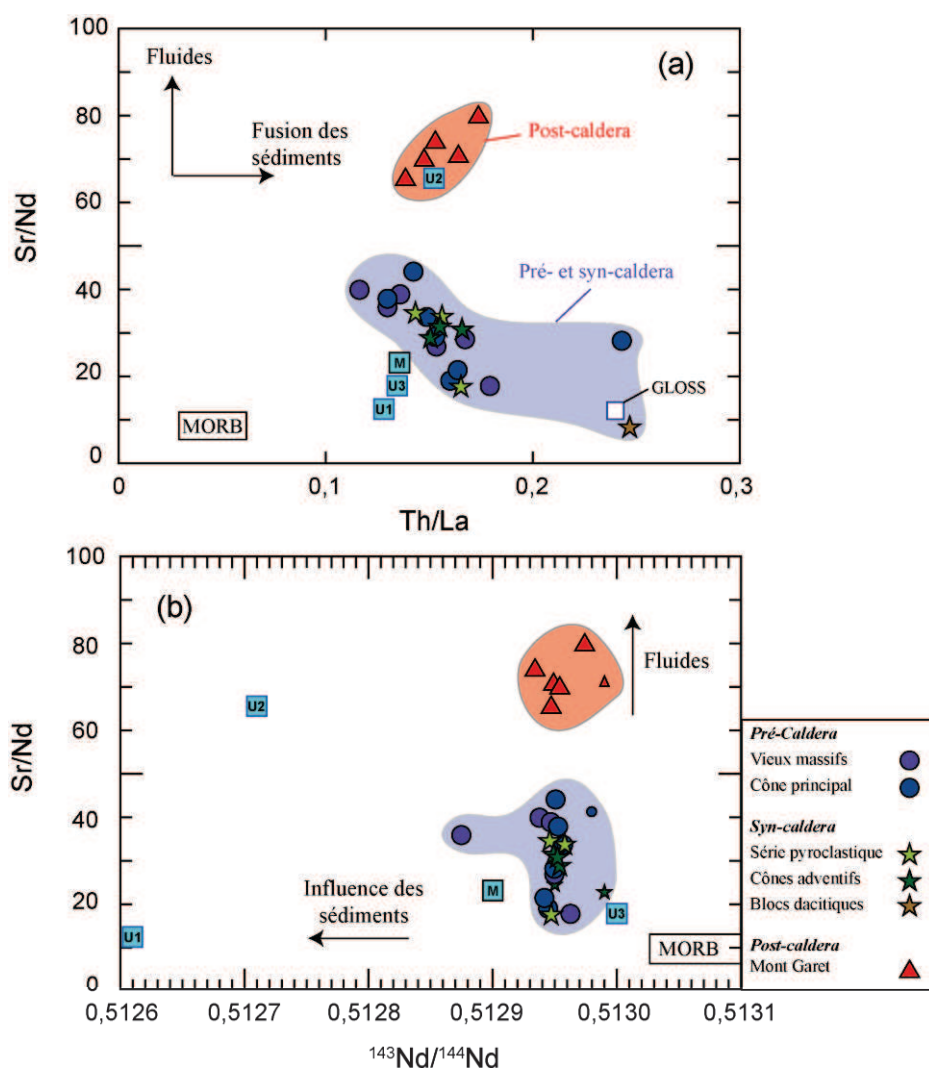 100
80
60
40
20
0
Sr/Nd
Fluides
Fusion des
sédiments
(a)
Post-caldera
U2
Pré- et syn-caldera
M
U3
U1
GLOSS
MORB
0
0,1
0,2
0,3
Th/La
100
80
60
40
20
0
Sr/Nd
(b)
Fluides
U2
Influence des
sédiments
M
U3
U1
MORB
0,5126
0,5127
0,5128
0,5129
0,5130
0,5131
¹⁴³Nd/¹⁴⁴Nd
Pré-Caldera
Vieux massifs
Cône principal
Syn-caldera
Série pyroclastique
Cônes adventifs
Blocs dacitiques
Post-caldera
Mont Garet